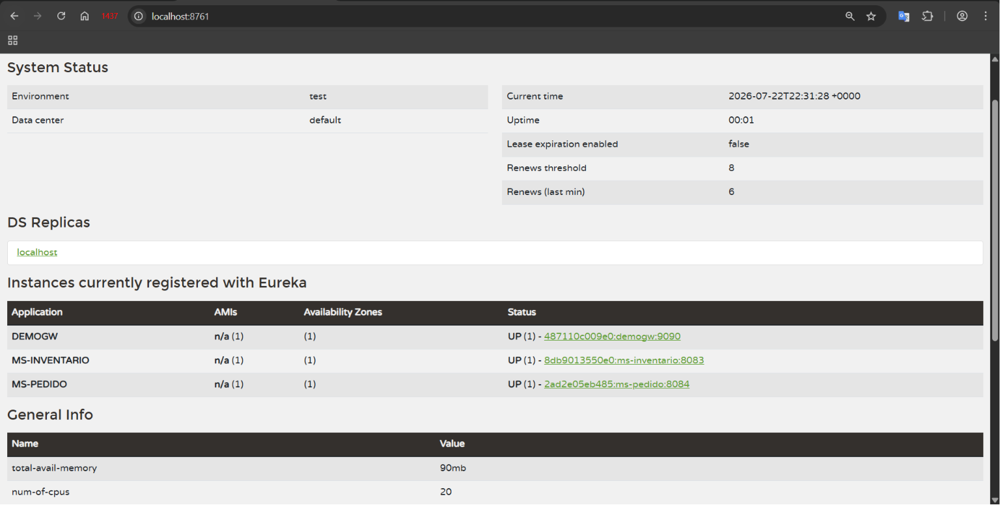 1437 localhost:8761
System Status
Environment test
Data center default
Current time 2026-07-22T22:31:28 +0000
Uptime 00:01
Lease expiration enabled false
Renews threshold 8
Renews (last min) 6
DS Replicas
localhost
Instances currently registered with Eureka
Application AMIs Availability Zones Status
DEMOGW n/a (1) (1) UP (1) - 487110c009e0:demogw:9090
MS-INVENTARIO n/a (1) (1) UP (1) - 8db9013550e0:ms-inventario:8083
MS-PEDIDO n/a (1) (1) UP (1) - 2ad2e05eb485:ms-pedido:8084
General Info
Name Value
total-avail-memory 90mb
num-of-cpus 20